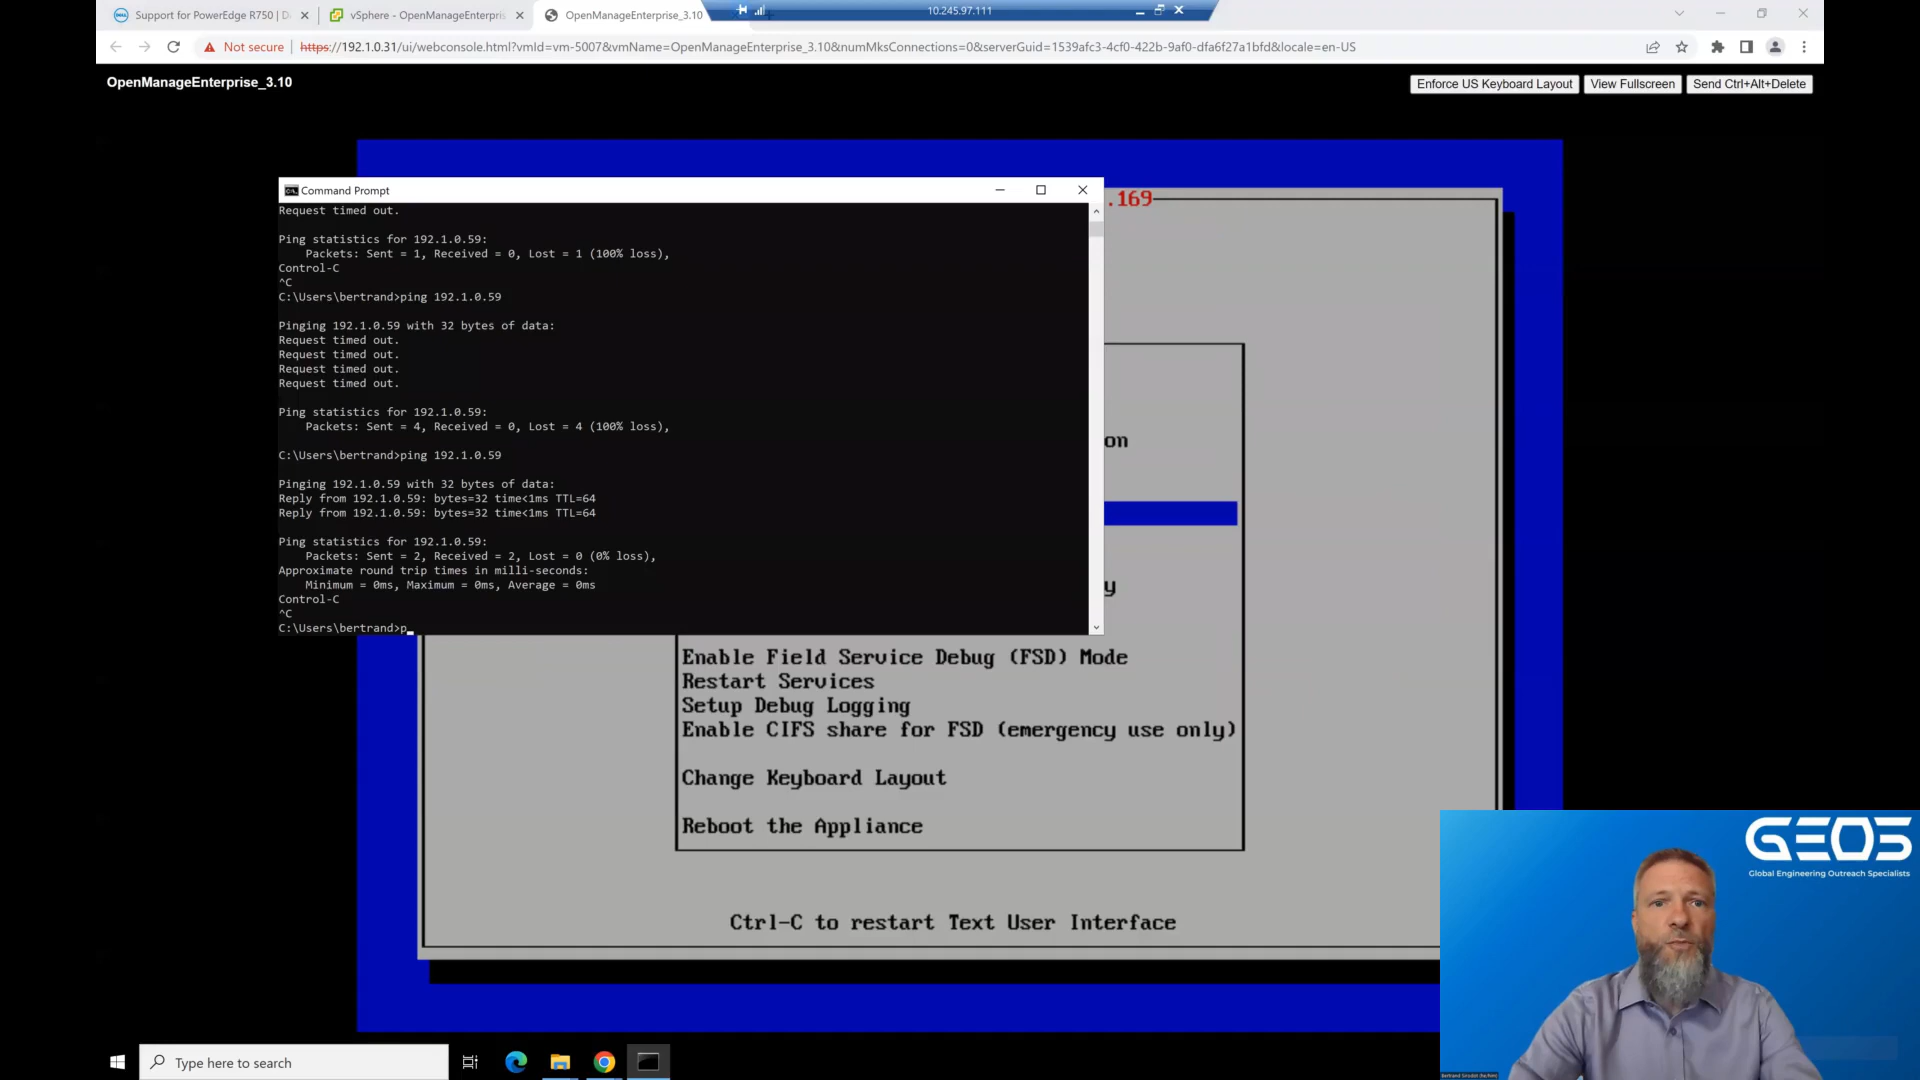 Support for PowerEdge R750 | D
vSphere - OpenManageEnterpris
OpenManageEnterprise_3.10
10.245.97.111
Not secure | https://192.1.0.31/ui/webconsole.html?vmId=vm-5007&vmName=OpenManageEnterprise_3.10&numMksConnections=0&serverGuid=1539afc3-4cf0-422b-9af0-dfa6f27a1bfd&locale=en-US
OpenManageEnterprise_3.10
Enforce US Keyboard Layout
View Fullscreen
Send Ctrl+Alt+Delete
Command Prompt
.169
Request timed out.
Ping statistics for 192.1.0.59:
Packets: Sent = 1, Received = 0, Lost = 1 (100% loss),
Control-C
^C
C:\Users\bertrand>ping 192.1.0.59
Pinging 192.1.0.59 with 32 bytes of data:
Request timed out.
Request timed out.
Request timed out.
Request timed out.
Ping statistics for 192.1.0.59:
Packets: Sent = 4, Received = 0, Lost = 4 (100% loss),
on
C:\Users\bertrand>ping 192.1.0.59
Pinging 192.1.0.59 with 32 bytes of data:
Reply from 192.1.0.59: bytes=32 time<1ms TTL=64
Reply from 192.1.0.59: bytes=32 time<1ms TTL=64
Ping statistics for 192.1.0.59:
Packets: Sent = 2, Received = 2, Lost = 0 (0% loss),
Approximate round trip times in milli-seconds:
Minimum = 0ms, Maximum = 0ms, Average = 0ms
y
Control-C
^C
C:\Users\bertrand>p
Enable Field Service Debug (FSD) Mode
Restart Services
Setup Debug Logging
Enable CIFS share for FSD (emergency use only)
Change Keyboard Layout
Reboot the Appliance
Ctrl-C to restart Text User Interface
GEOS
Global Engineering Outreach Specialists
Type here to search